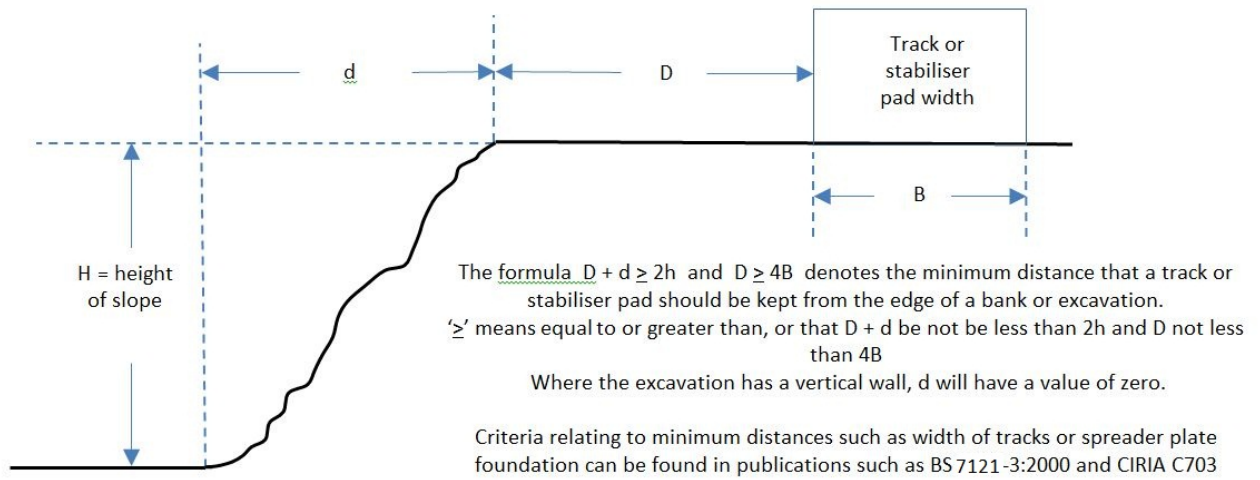 d
D
Track or
stabiliser
pad width
B
H = height
of slope
The formula D + d ≥ 2h and D ≥ 4B denotes the minimum distance that a track or
stabiliser pad should be kept from the edge of a bank or excavation.
‘≥’ means equal to or greater than, or that D + d be not be less than 2h and D not less
than 4B
Where the excavation has a vertical wall, d will have a value of zero.
Criteria relating to minimum distances such as width of tracks or spreader plate
foundation can be found in publications such as BS 7121-3:2000 and CIRIA C703